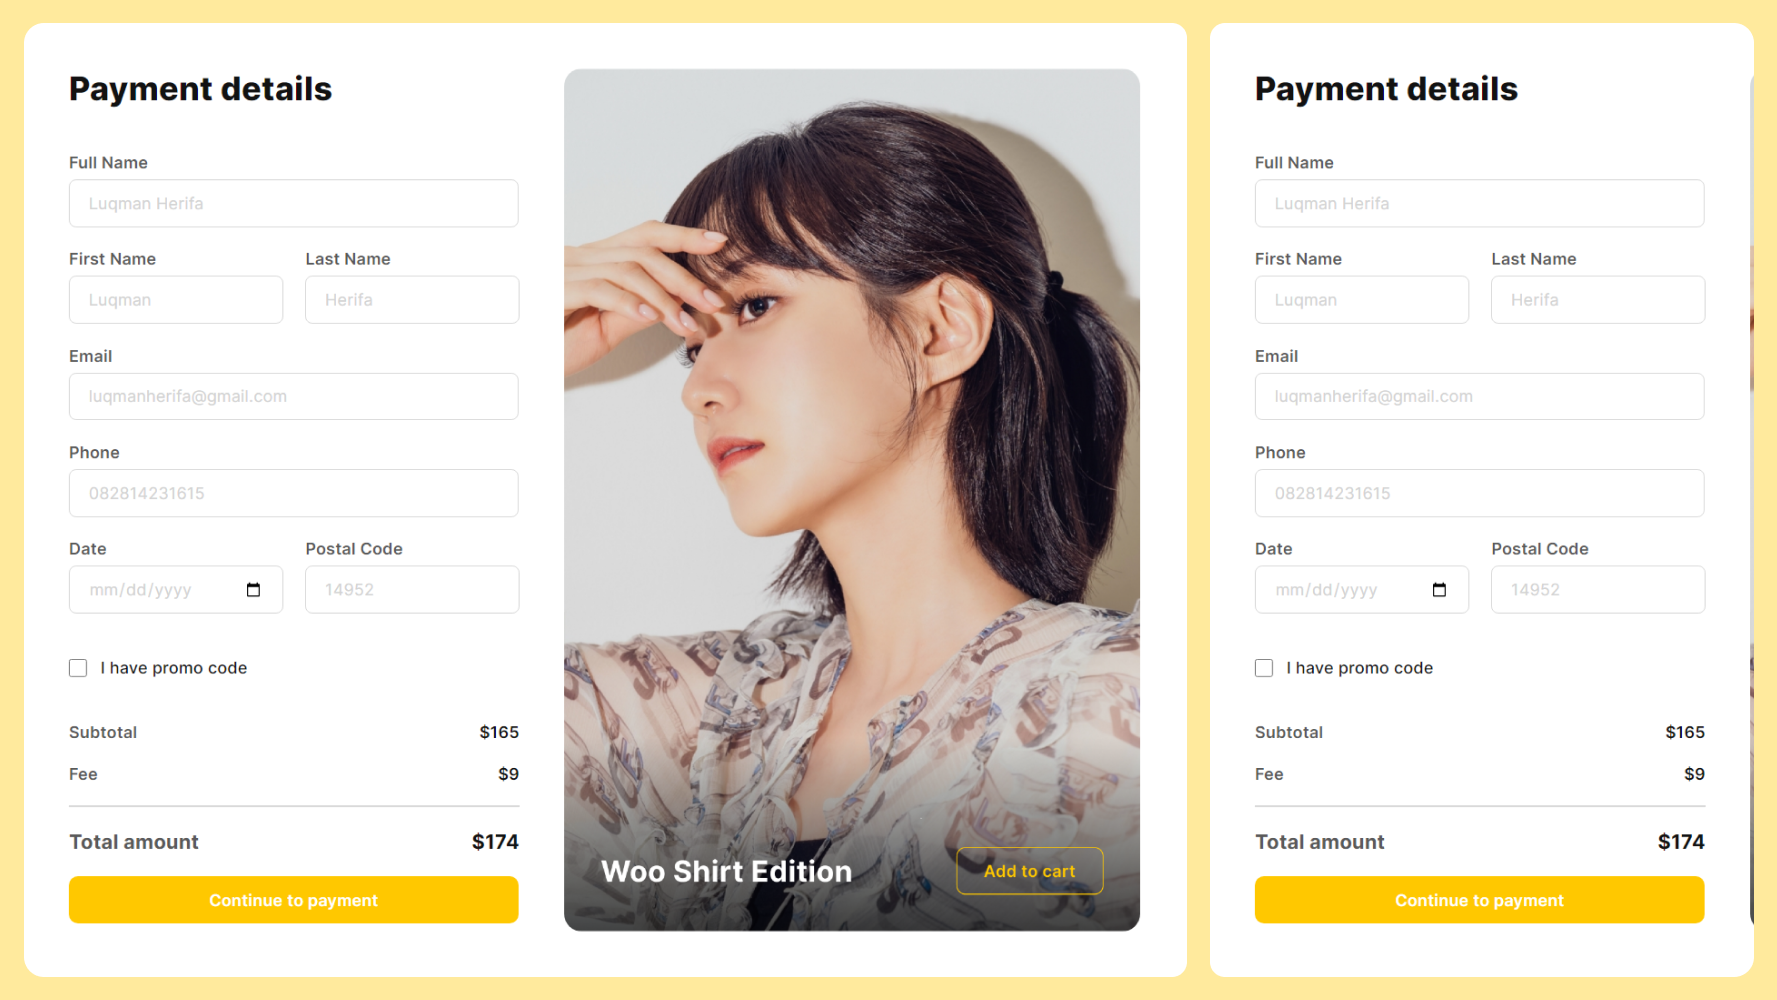 Payment details
Full Name
Luqman Herifa
First Name Last Name
Luqman Herifa
Email
luqmanherifa@gmail.com
Phone
082814231615
Date Postal Code
mm/dd/yyyy 14952
I have promo code
Subtotal $165
Fee $9
Total amount $174
Continue to payment
Woo Shirt Edition Add to cart
Payment details
Full Name
Luqman Herifa
First Name Last Name
Luqman Herifa
Email
luqmanherifa@gmail.com
Phone
082814231615
Date Postal Code
mm/dd/yyyy 14952
I have promo code
Subtotal $165
Fee $9
Total amount $174
Continue to payment